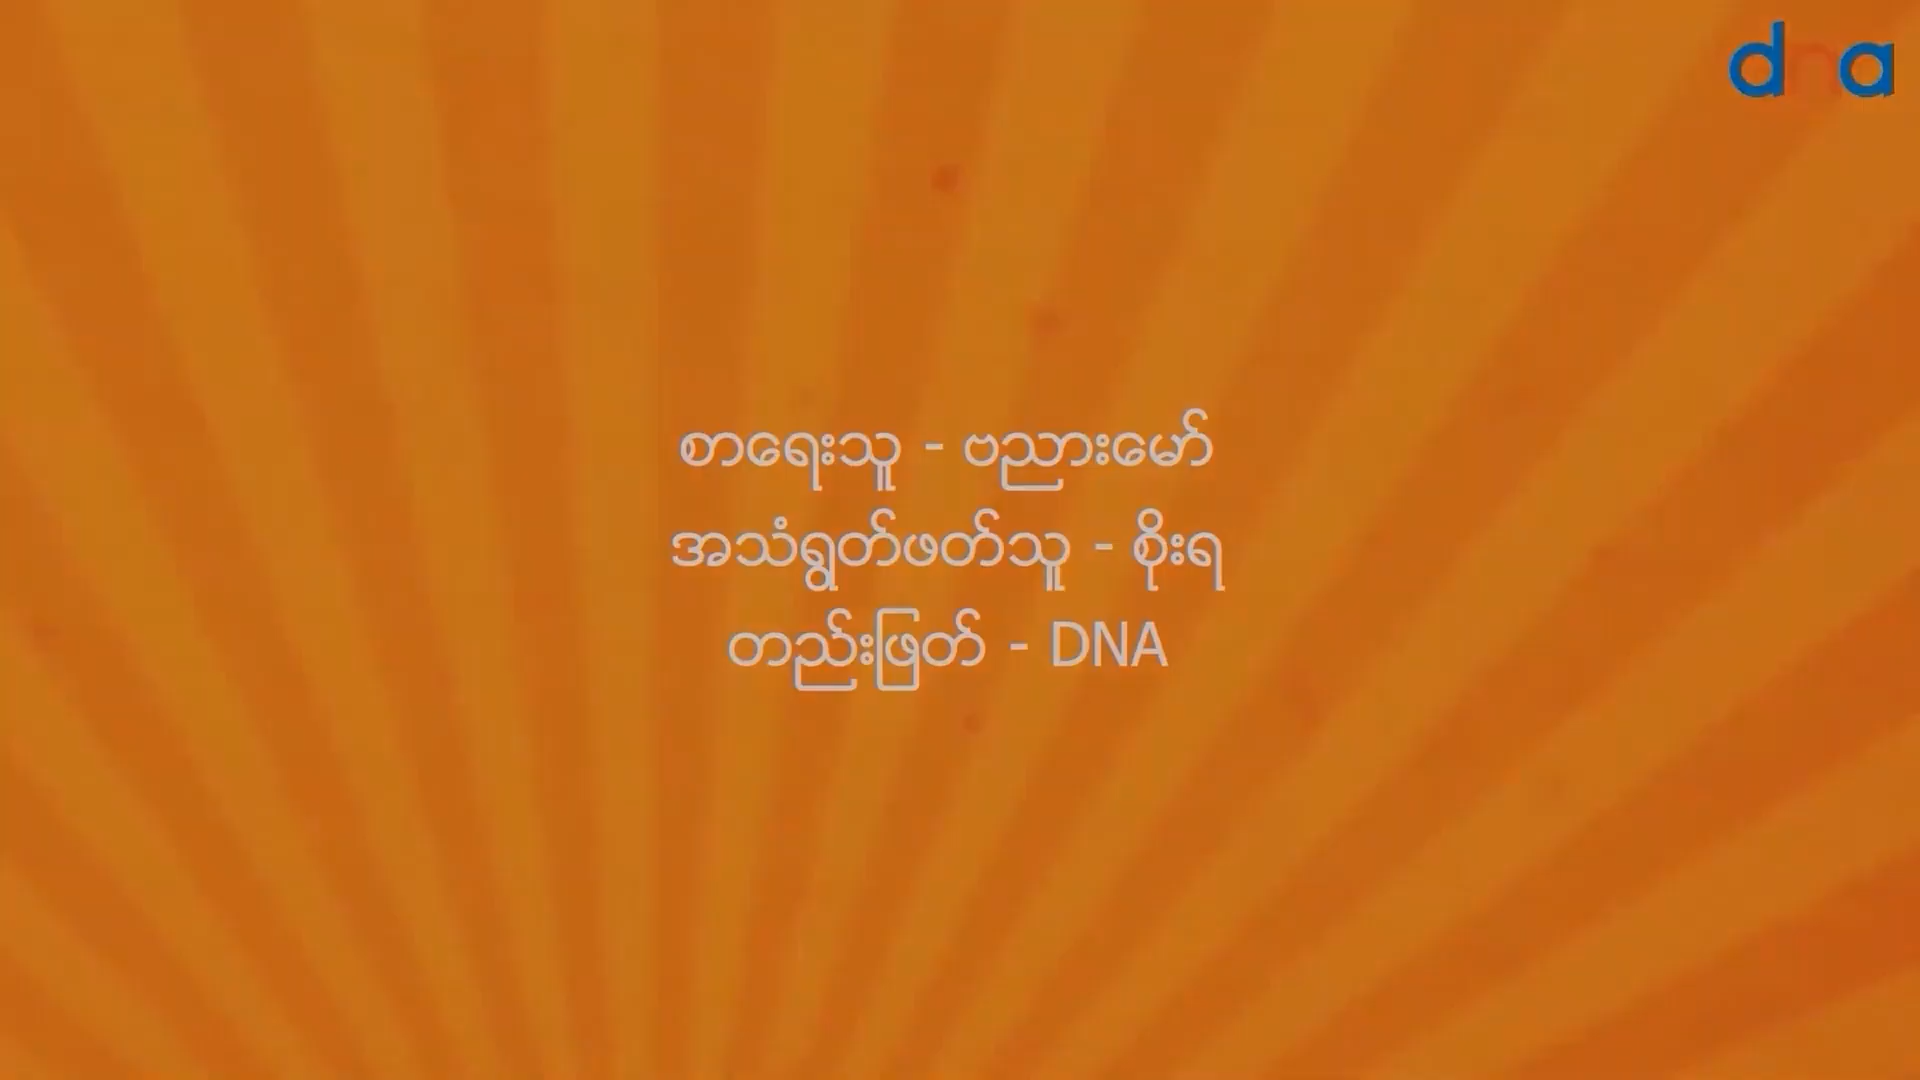 dna
စာရေးသူ - ဗညားမော်
အသံရွတ်ဖတ်သူ - စိုးရ
တည်းဖြတ် - DNA